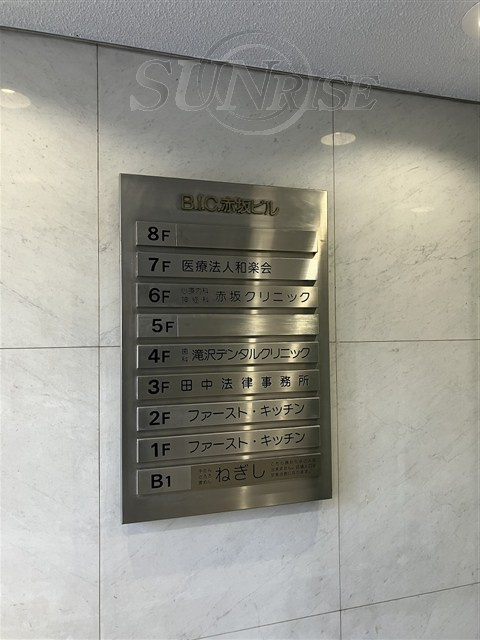 SUNRISE
B.I.C.赤坂ビル
8F
7F 医療法人和楽会
6F 赤坂クリニック
5F
4F 歯科 滝沢デンタルクリニック
3F 田中法律事務所
2F ファースト・キッチン
1F ファースト・キッチン
B1 ねぎし